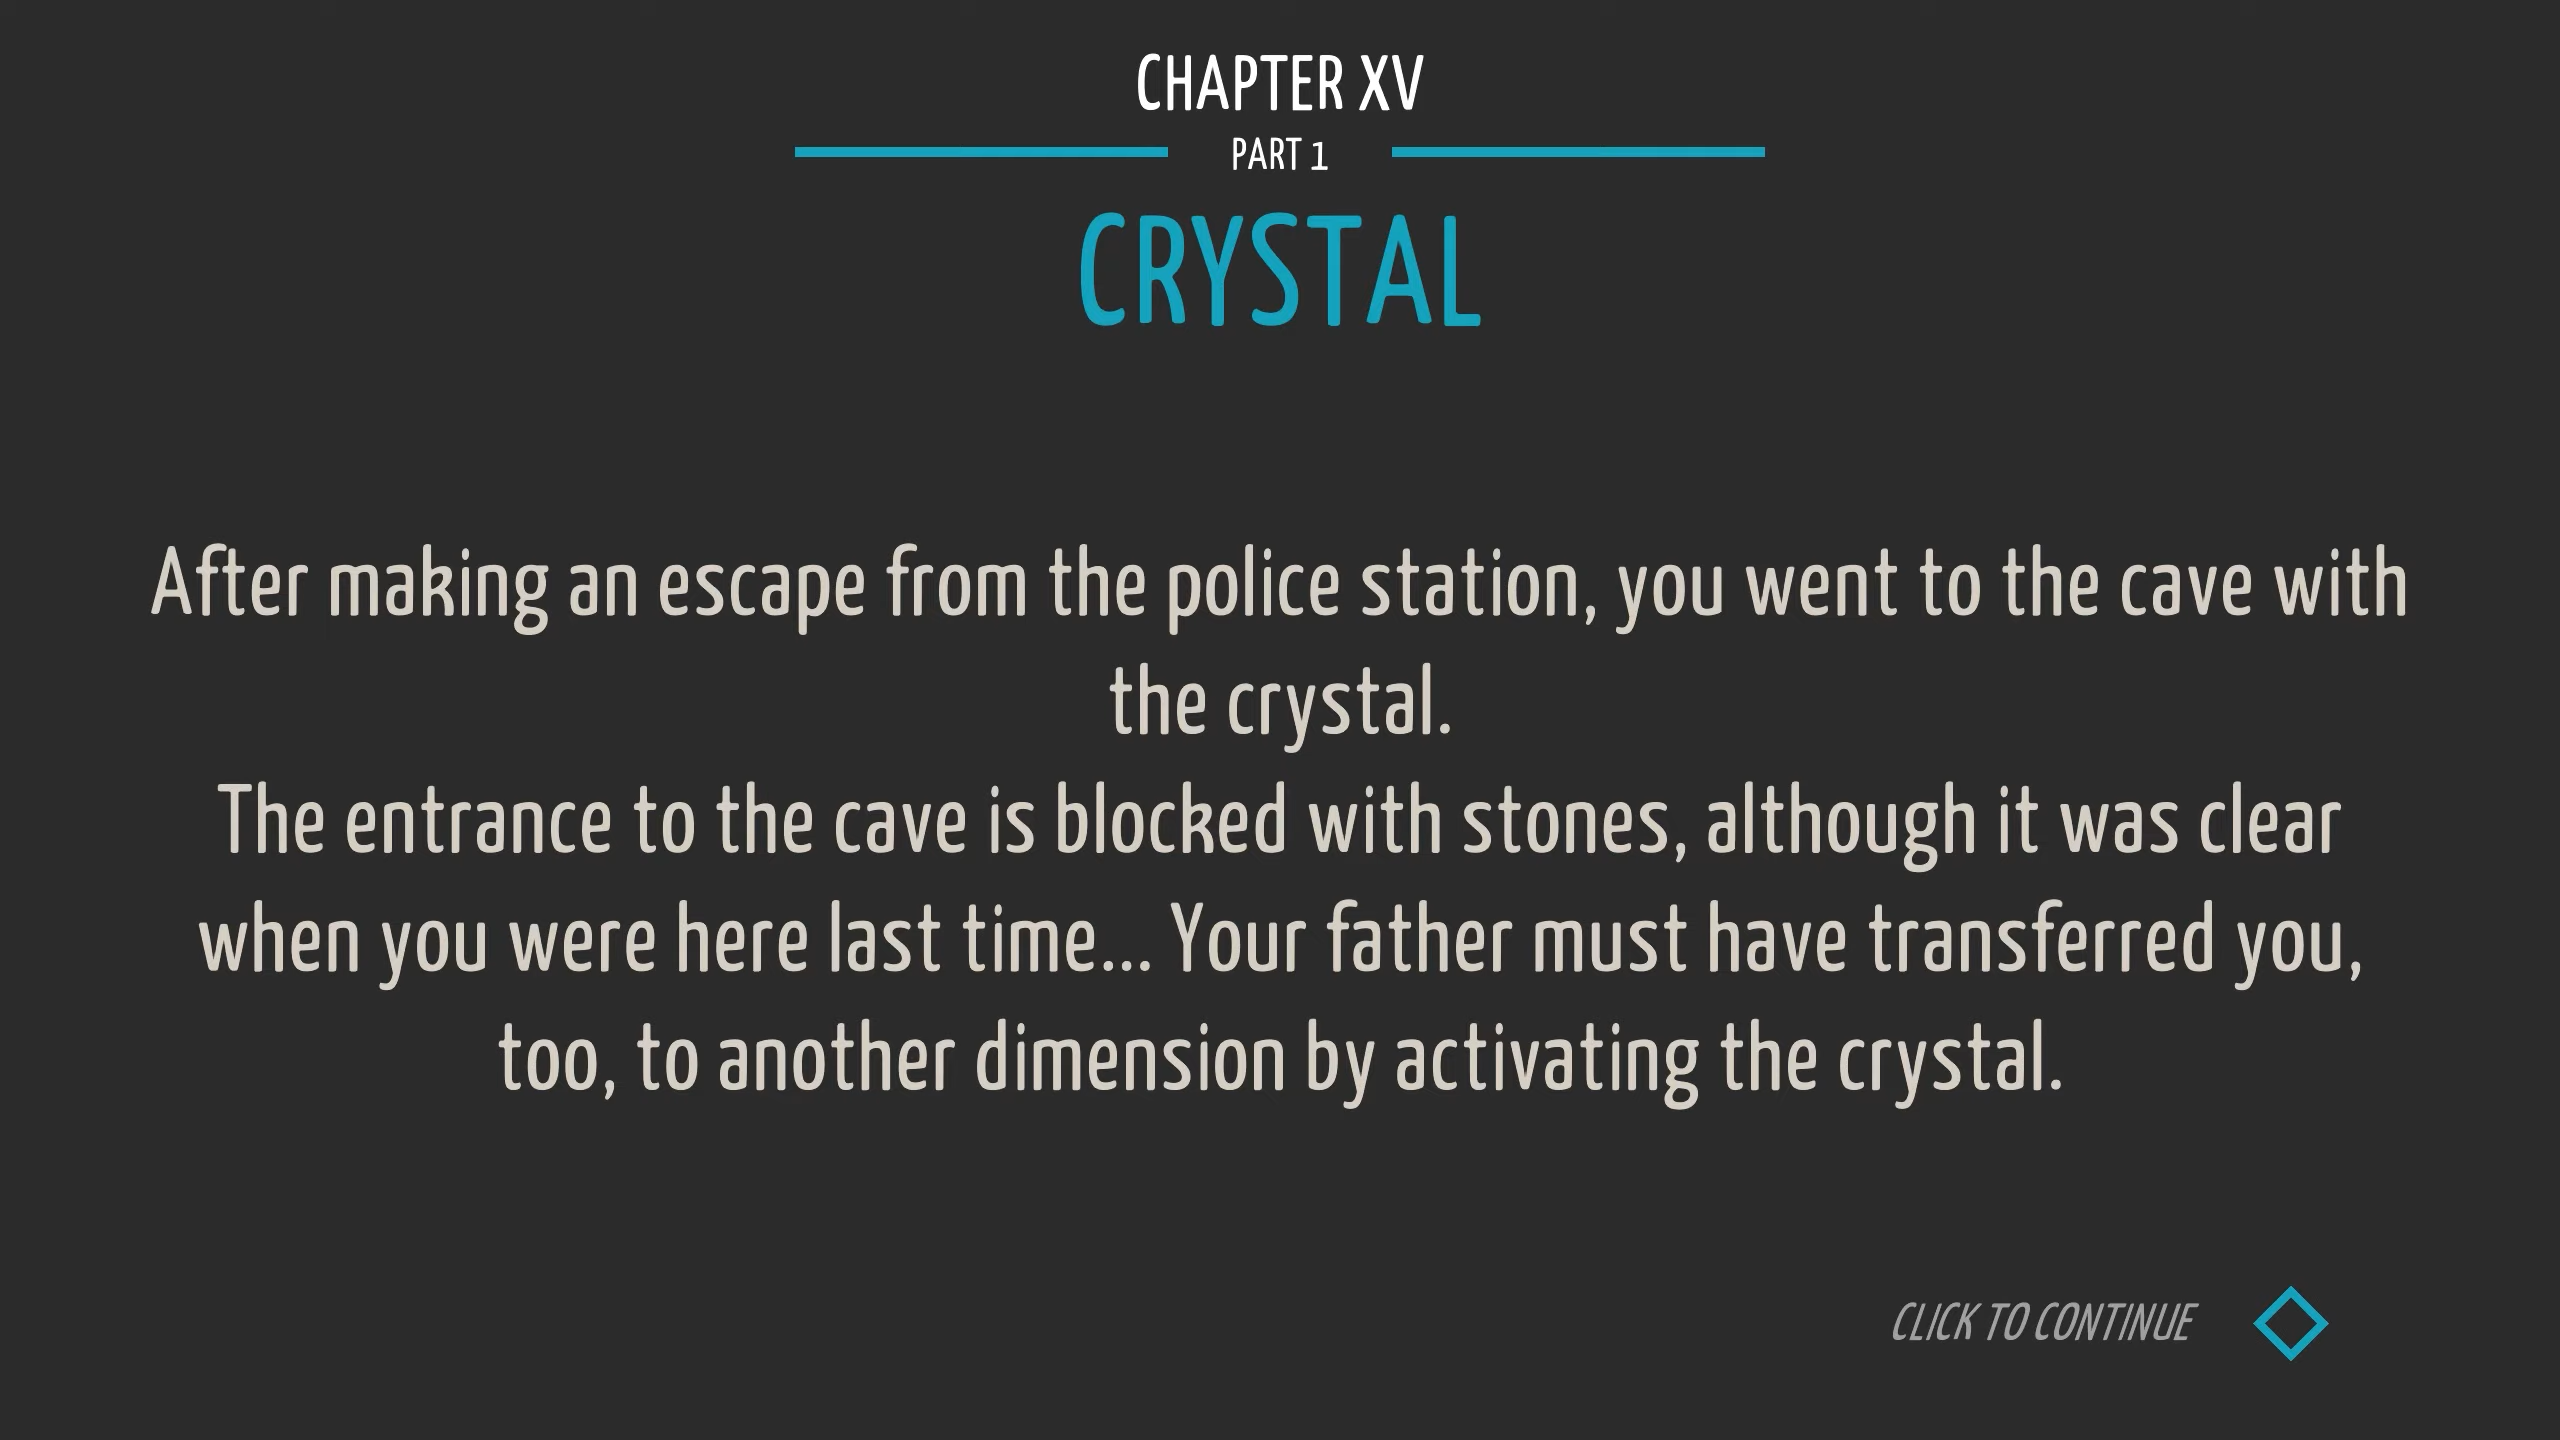 CHAPTER XV
PART 1
CRYSTAL
After making an escape from the police station, you went to the cave with
the crystal.
The entrance to the cave is blocked with stones, although it was clear
when you were here last time... Your father must have transferred you,
too, to another dimension by activating the crystal.
CLICK TO CONTINUE